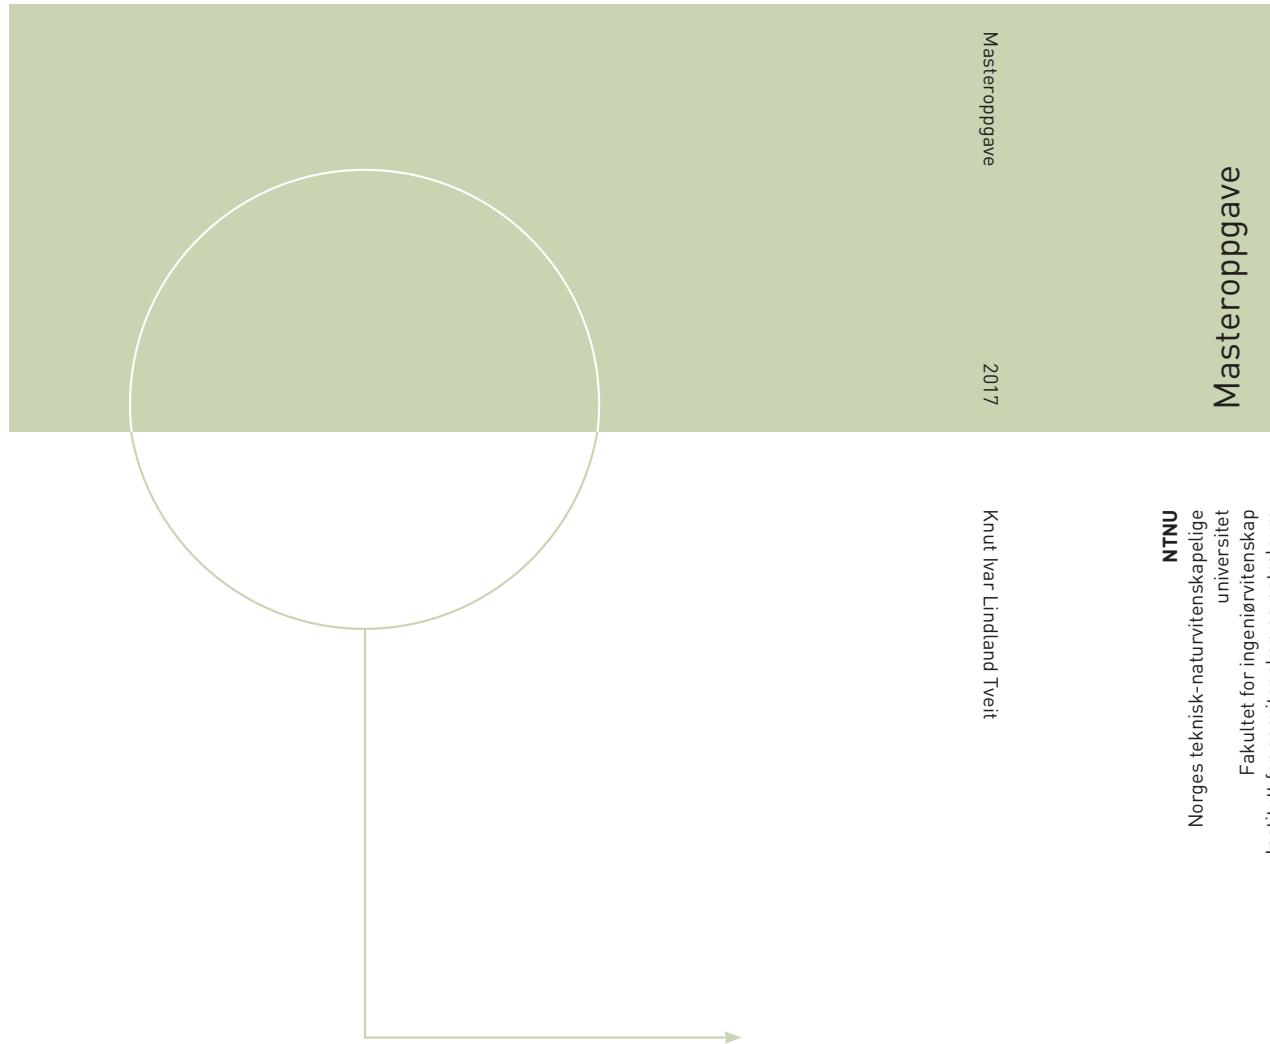 Masteroppgave
2017
Knut Ivar Lindland Tveit
Masteroppgave
NTNU
Norges teknisk-naturvitenskapelige
universitet
Fakultet for ingeniørvitenskap